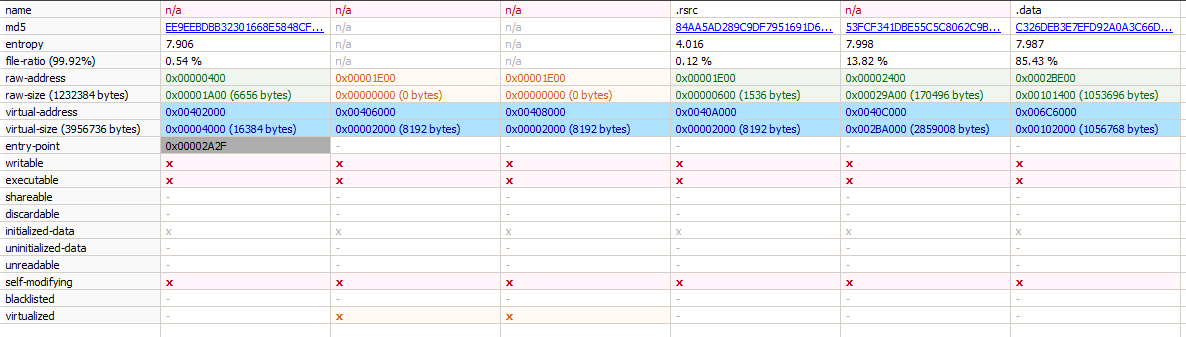 name n/a n/a n/a .rsrc n/a .data
md5 EE9EEBDBB32301668E5848CF... n/a n/a 84AA5AD289C9DF7951691D6... 53FCF341DBE55C5C8062C9B... C326DEB3E7EFD92A0A3C66D...
entropy 7.906 n/a n/a 4.016 7.998 7.987
file-ratio (99.92%) 0.54 % n/a n/a 0.12 % 13.82 % 85.43 %
raw-address 0x00000400 0x00001E00 0x00001E00 0x00001E00 0x00002400 0x0002BE00
raw-size (1232384 bytes) 0x00001A00 (6656 bytes) 0x00000000 (0 bytes) 0x00000000 (0 bytes) 0x00000600 (1536 bytes) 0x00029A00 (170496 bytes) 0x00101400 (1053696 bytes)
virtual-address 0x00402000 0x00406000 0x00408000 0x0040A000 0x0040C000 0x006C6000
virtual-size (3956736 bytes) 0x00004000 (16384 bytes) 0x00002000 (8192 bytes) 0x00002000 (8192 bytes) 0x00002000 (8192 bytes) 0x002BA000 (2859008 bytes) 0x00102000 (1056768 bytes)
entry-point 0x00002A2F - - - - -
writable x x x x x x
executable x x x x x x
shareable - - - - - -
discardable - - - - - -
initialized-data x x x x x x
uninitialized-data - - - - - -
unreadable - - - - - -
self-modifying x x x x x x
blacklisted - - - - - -
virtualized - x x - - -